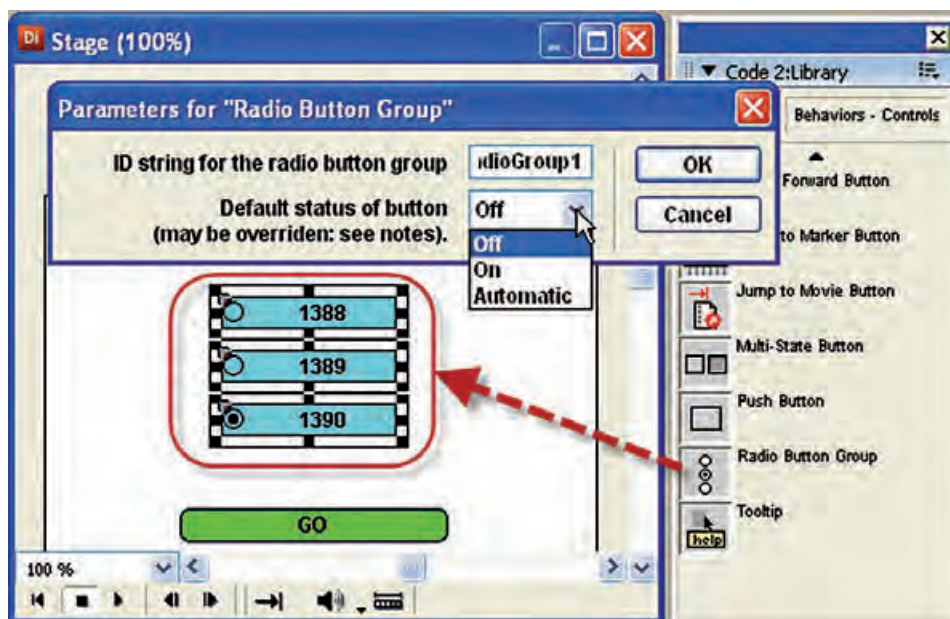 Di Stage (100%)
Code 2:Library
Parameters for "Radio Button Group"
Behaviors - Controls
ID string for the radio button group
dioGroup1
OK
Default status of button
(may be overriden: see notes).
Off
Cancel
Off
On
Automatic
Forward Button
to Marker Button
Jump to Movie Button
Multi-State Button
Push Button
Radio Button Group
Tooltip
help
1388
1389
1390
GO
100 %